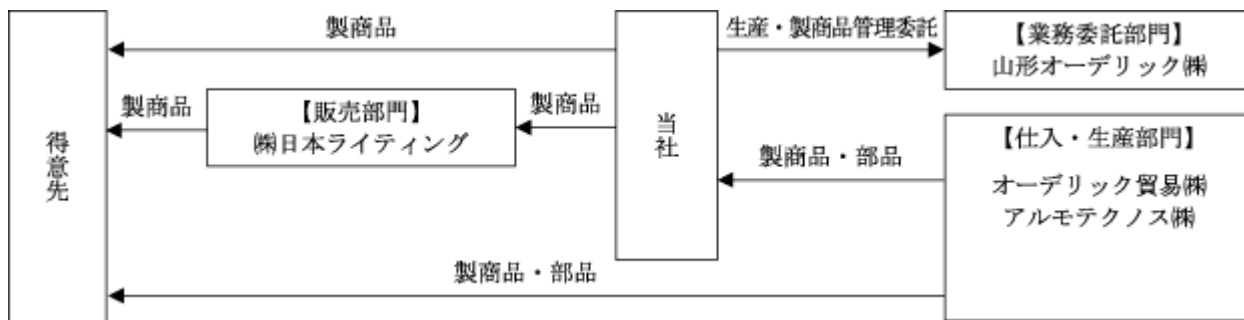 製商品
生産・製商品管理委託
【業務委託部門】
山形オーデリック㈱
製商品
【販売部門】
㈱日本ライティング
製商品
得意先
当社
【仕入・生産部門】
オーデリック貿易㈱
アルモテクノス㈱
製商品・部品
製商品・部品